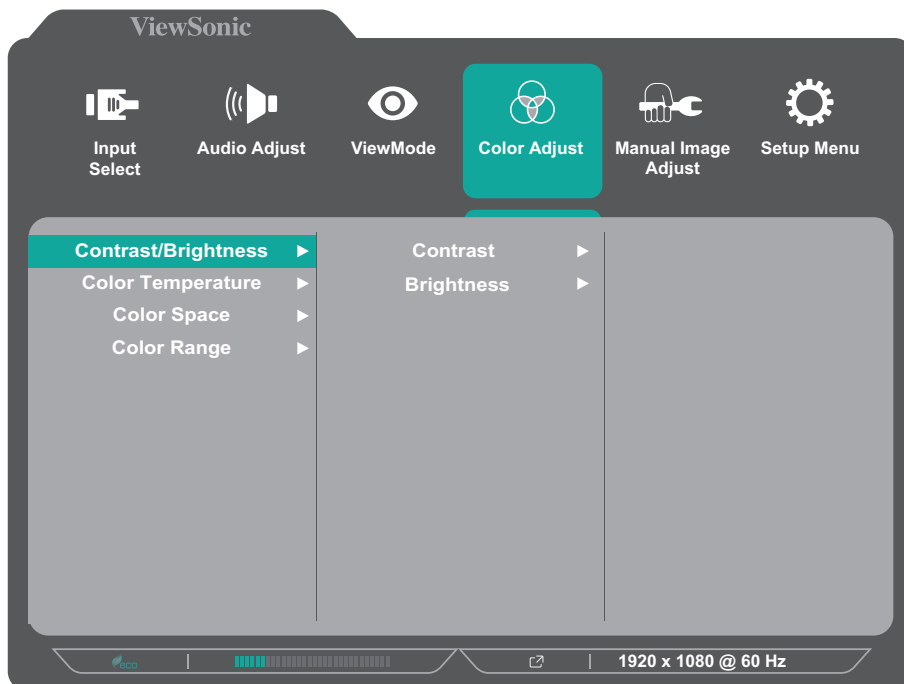 ViewSonic
Input
Select
Audio Adjust
ViewMode
Color Adjust
Manual Image
Adjust
Setup Menu
Contrast/Brightness
Color Temperature
Color Space
Color Range
Contrast
Brightness
eco
1920 x 1080 @ 60 Hz